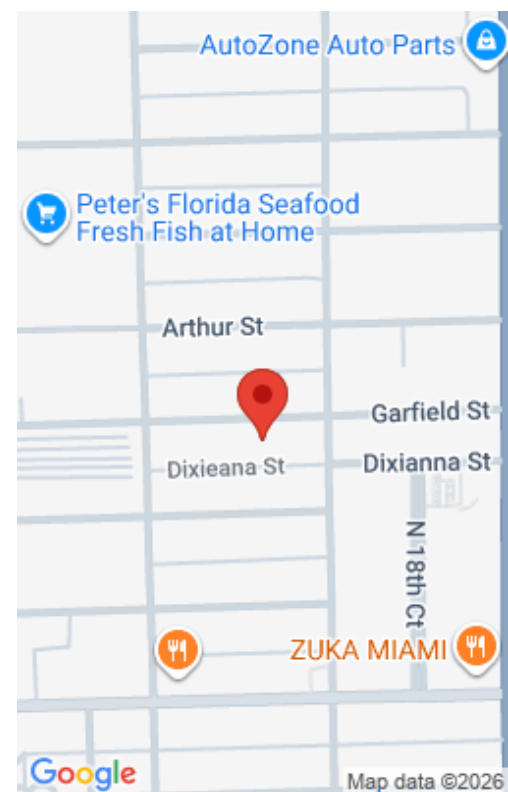 AutoZone Auto Parts
Peter's Florida Seafood
Fresh Fish at Home
Arthur St
Garfield St
Dixieana St
Dixianna St
N 18th Ct
ZUKA MIAMI
Google
Map data ©2026